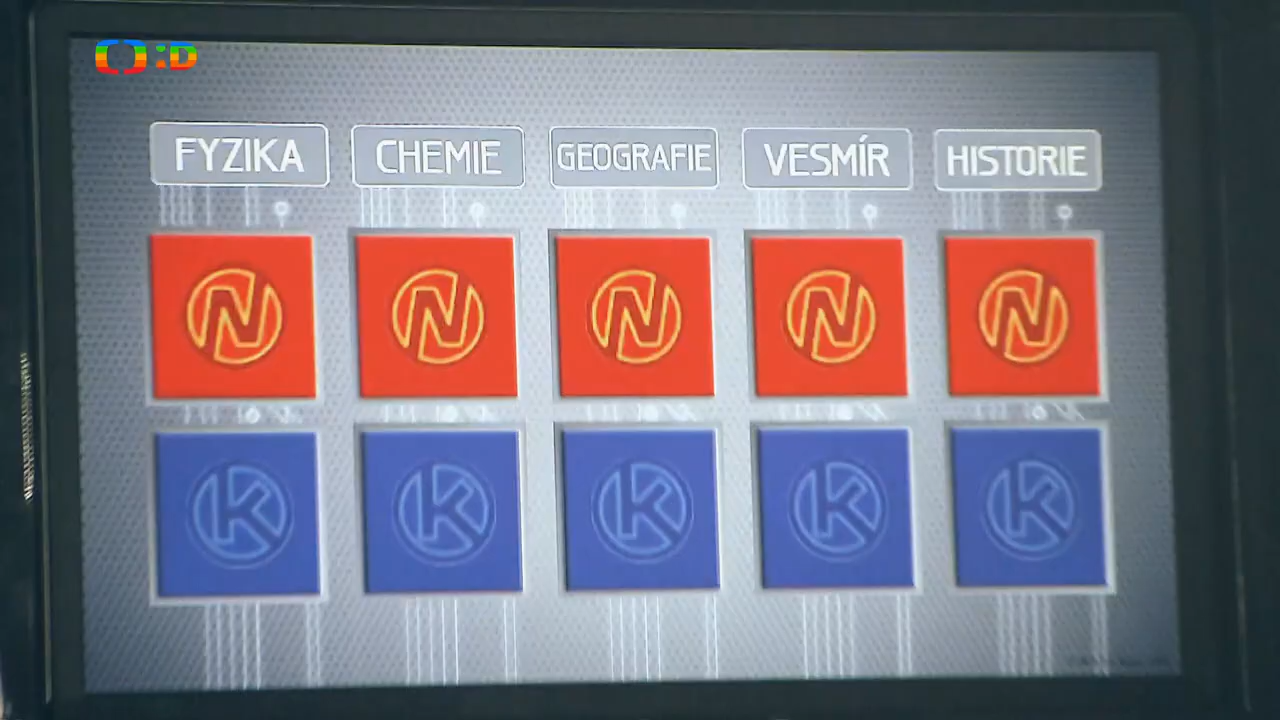 :D
FYZIKA CHEMIE GEOGRAFIE VESMÍR HISTORIE
N N N N N
K K K K K